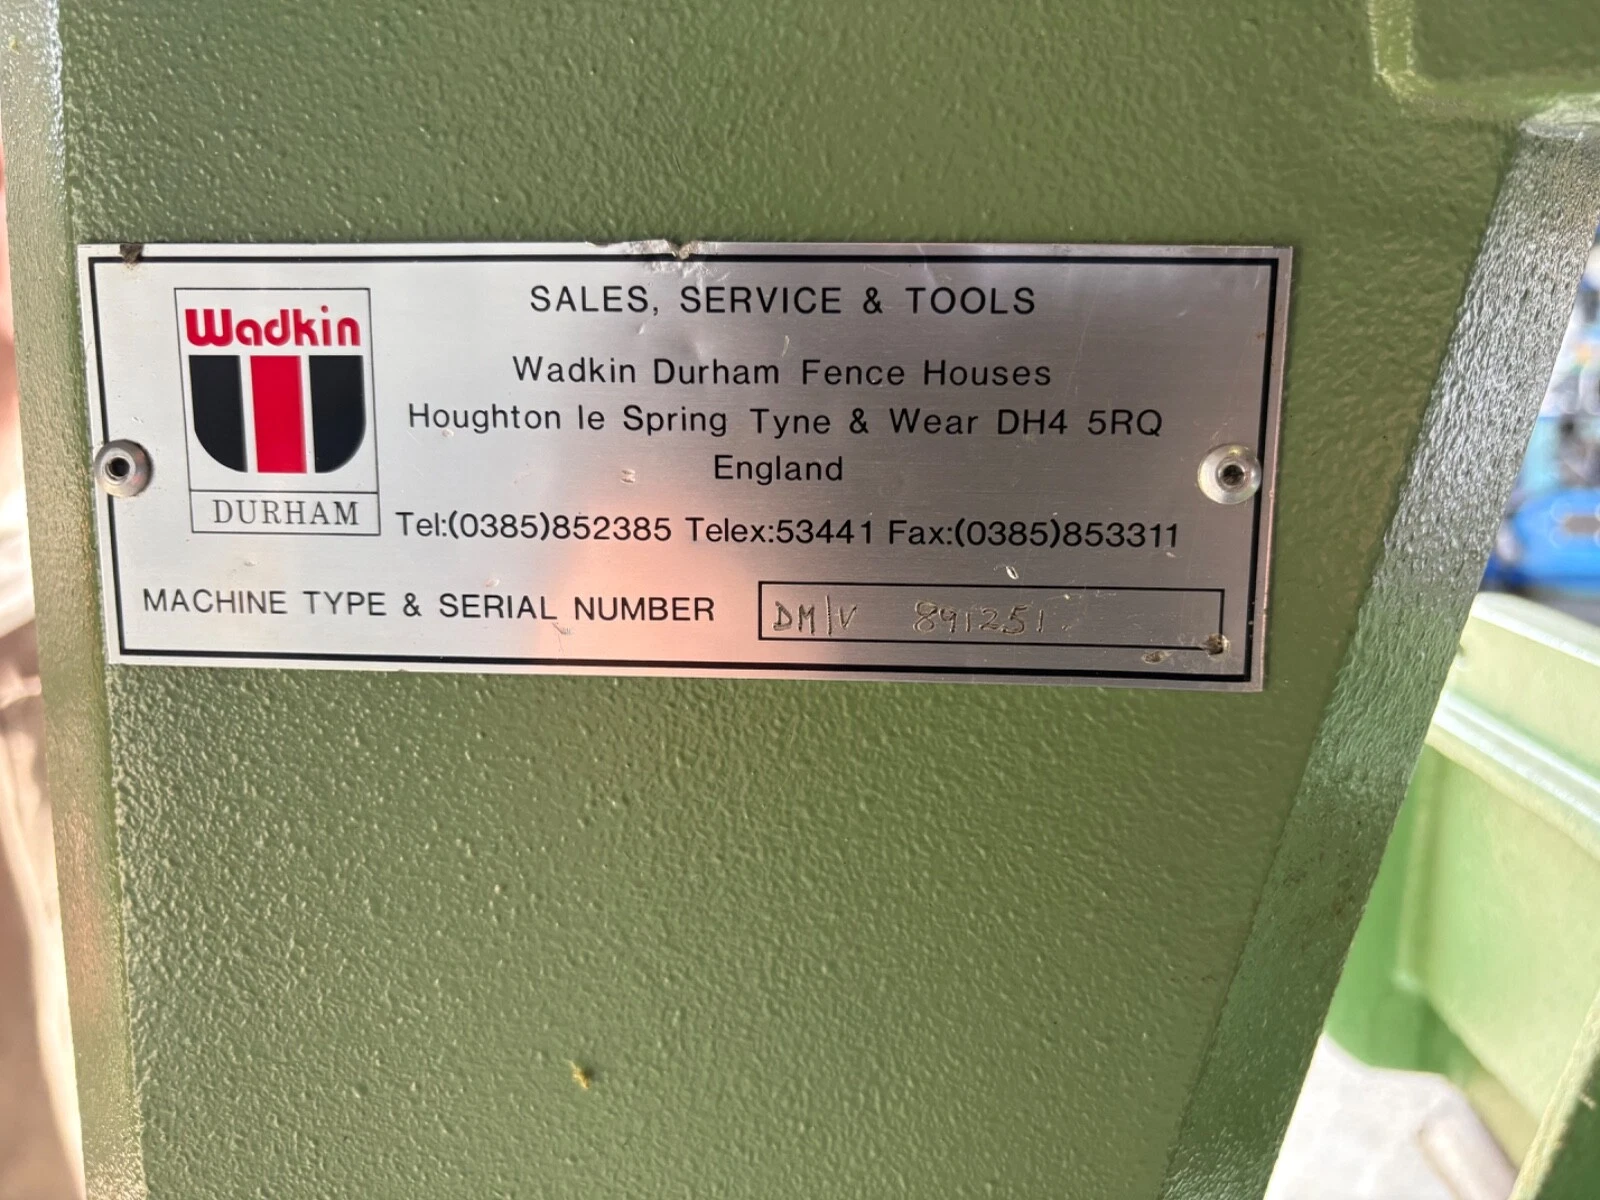 Wadkin
DURHAM
SALES, SERVICE & TOOLS
Wadkin Durham Fence Houses
Houghton le Spring Tyne & Wear DH4 5RQ
England
Tel:(0385)852385 Telex:53441 Fax:(0385)853311
MACHINE TYPE & SERIAL NUMBER
DM/V 891251